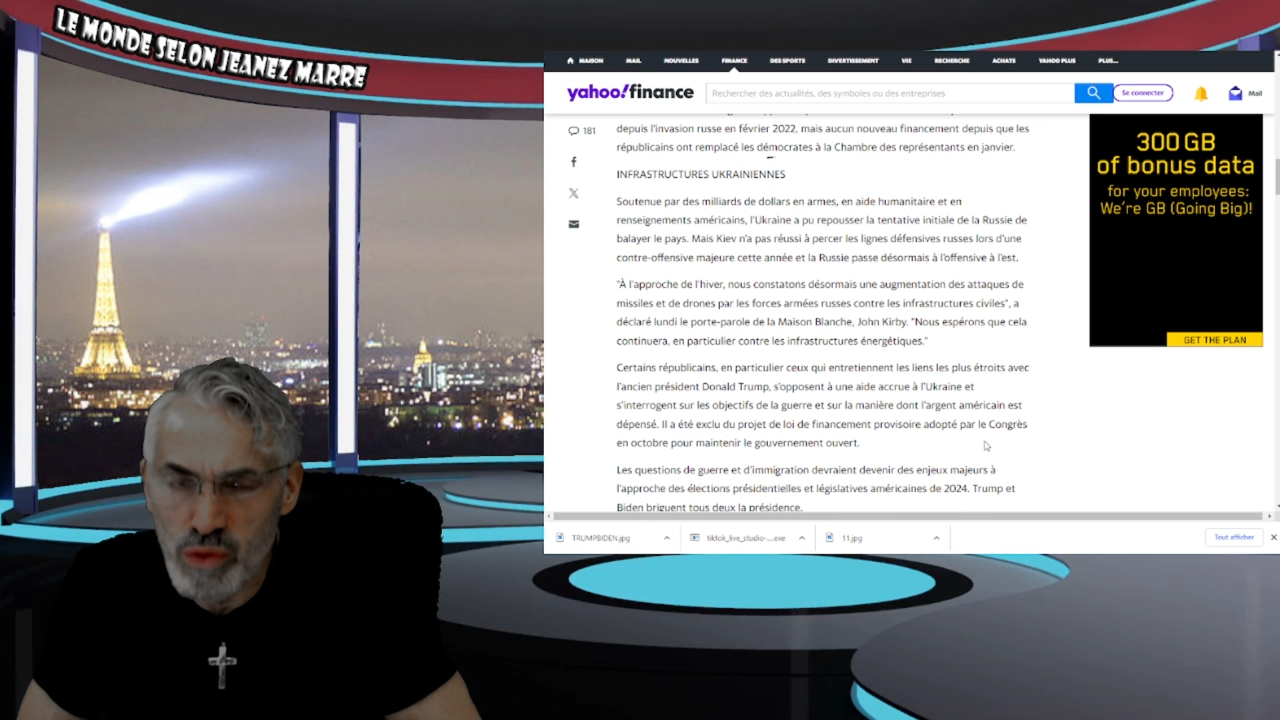 LE MONDE SELON JEANEZ MARRE
MAISON MAIL NOUVELLES FINANCE DES SPORTS DIVERTISSEMENT VIE RECHERCHE ACHATS YAHOO PLUS PLUS...
yahoo!finance
Rechercher des actualités, des symboles ou des entreprises
Se connecter
Mail
181
depuis l'invasion russe en février 2022, mais aucun nouveau financement depuis que les
républicains ont remplacé les démocrates à la Chambre des représentants en janvier.
INFRASTRUCTURES UKRAINIENNES
Soutenue par des milliards de dollars en armes, en aide humanitaire et en
renseignements américains, l'Ukraine a pu repousser la tentative initiale de la Russie de
balayer le pays. Mais Kiev n'a pas réussi à percer les lignes défensives russes lors d'une
contre-offensive majeure cette année et la Russie passe désormais à l'offensive à l'est.
"À l'approche de l'hiver, nous constatons désormais une augmentation des attaques de
missiles et de drones par les forces armées russes contre les infrastructures civiles", a
déclaré lundi le porte-parole de la Maison Blanche, John Kirby. "Nous espérons que cela
continuera, en particulier contre les infrastructures énergétiques."
Certains républicains, en particulier ceux qui entretiennent les liens les plus étroits avec
l'ancien président Donald Trump, s'opposent à une aide accrue à l'Ukraine et
s'interrogent sur les objectifs de la guerre et sur la manière dont l'argent américain est
dépensé. Il a été exclu du projet de loi de financement provisoire adopté par le Congrès
en octobre pour maintenir le gouvernement ouvert.
Les questions de guerre et d'immigration devraient devenir des enjeux majeurs à
l'approche des élections présidentielles et législatives américaines de 2024. Trump et
Biden briguent tous deux la présidence.
300 GB
of bonus data
for your employees:
We're GB (Going Big)!
GET THE PLAN
TRUMPBIDEN.jpg
tiktok_live_studio-....exe
11.jpg
Tout afficher